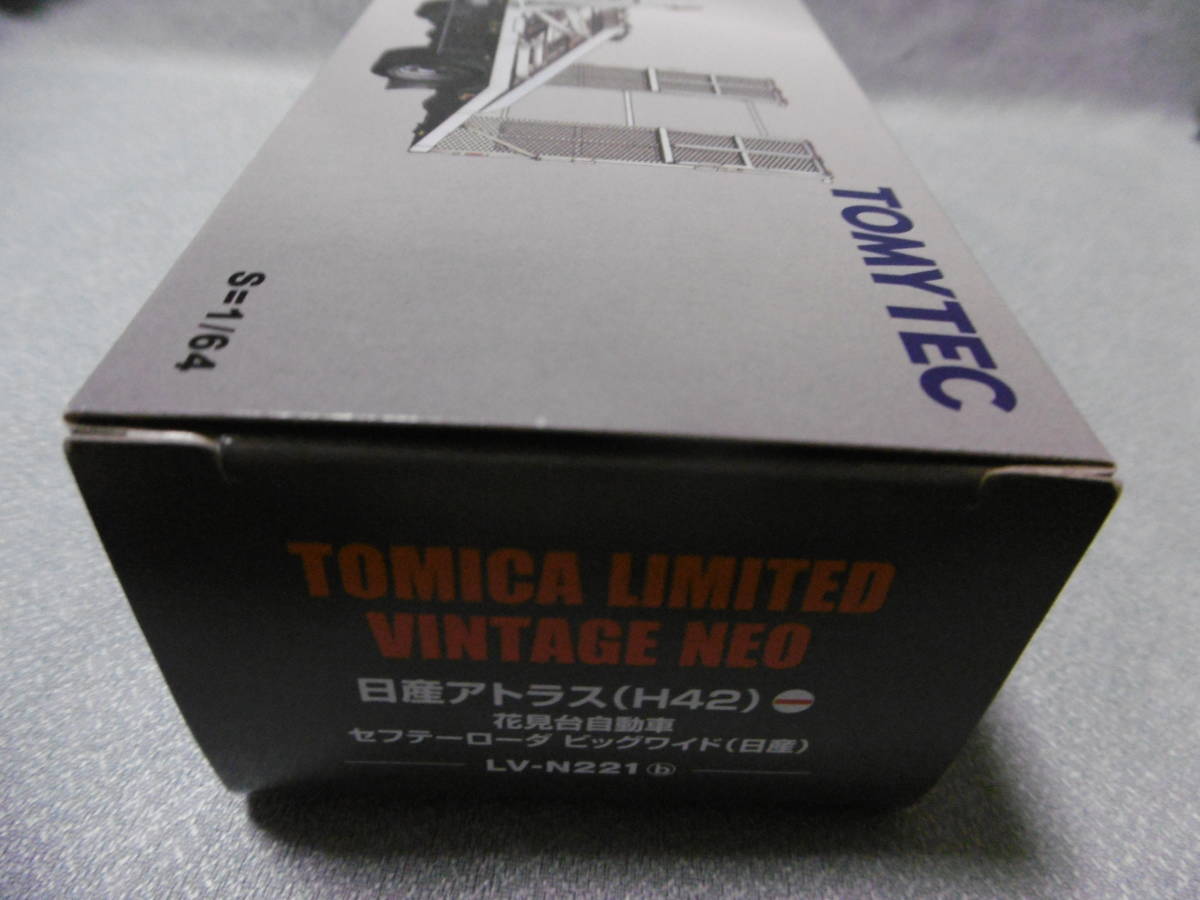 TOMYTEC
S=1/64
TOMICA LIMITED
VINTAGE NEO
日産アトラス(H42)
花見台自動車
セフテーローダ ビッグワイド(日産)
LV-N221 ⓑ